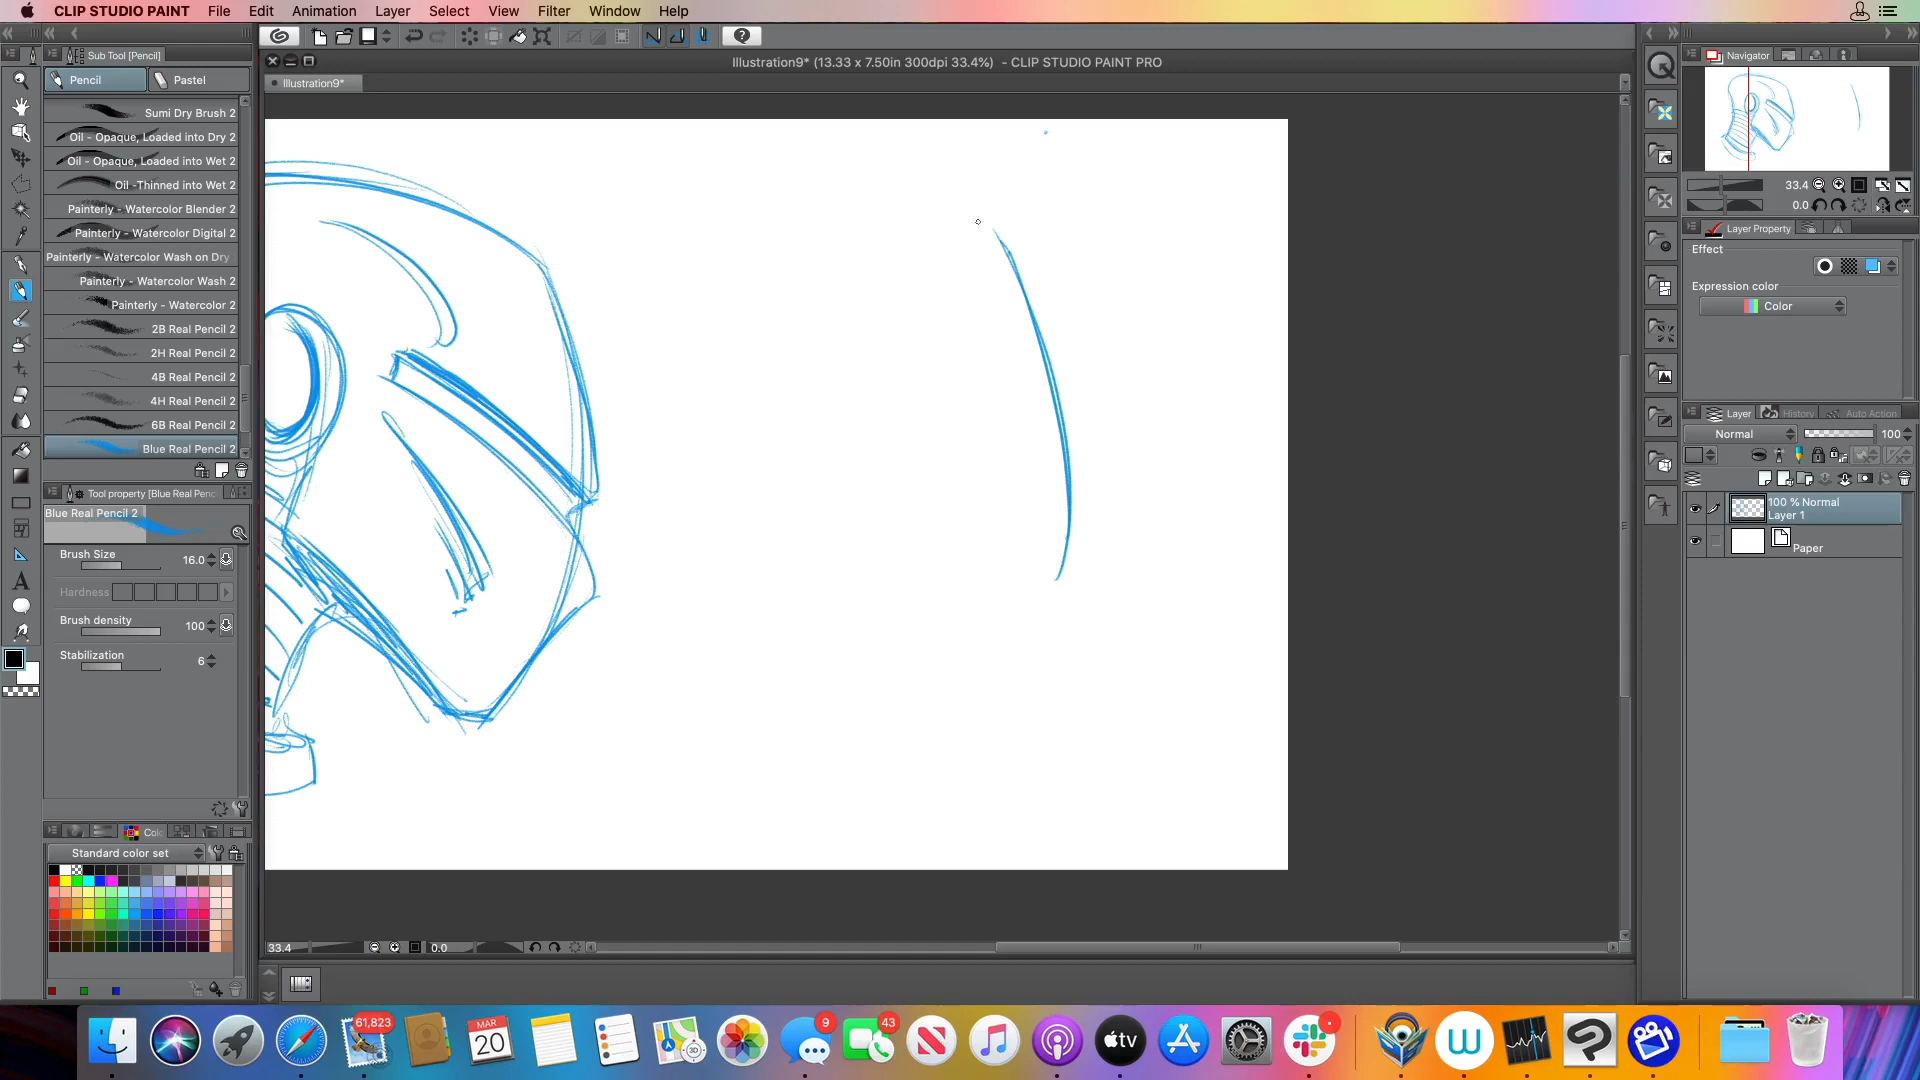 CLIP STUDIO PAINT File Edit Animation Layer Select View Filter Window Help
Sub Tool [Pencil]
Pencil Pastel
Sumi Dry Brush 2
Oil - Opaque, Loaded into Dry 2
Oil - Opaque, Loaded into Wet 2
Oil -Thinned into Wet 2
Painterly - Watercolor Blender 2
Painterly - Watercolor Digital 2
Painterly - Watercolor Wash on Dry
Painterly - Watercolor Wash 2
Painterly - Watercolor 2
2B Real Pencil 2
2H Real Pencil 2
4B Real Pencil 2
4H Real Pencil 2
6B Real Pencil 2
Blue Real Pencil 2
Tool property [Blue Real Penc
Blue Real Pencil 2
Brush Size 16.0
Hardness
Brush density 100
Stabilization 6
Colo
Standard color set
Illustration9* (13.33 x 7.50in 300dpi 33.4%) - CLIP STUDIO PAINT PRO
Illustration9*
33.4 0.0
Navigator
33.4
0.0
Layer Property
Effect
Expression color
Color
Layer History Auto Action
Normal 100
100 % Normal
Layer 1
Paper
61,823
MAR
20
3D
9
43
tv